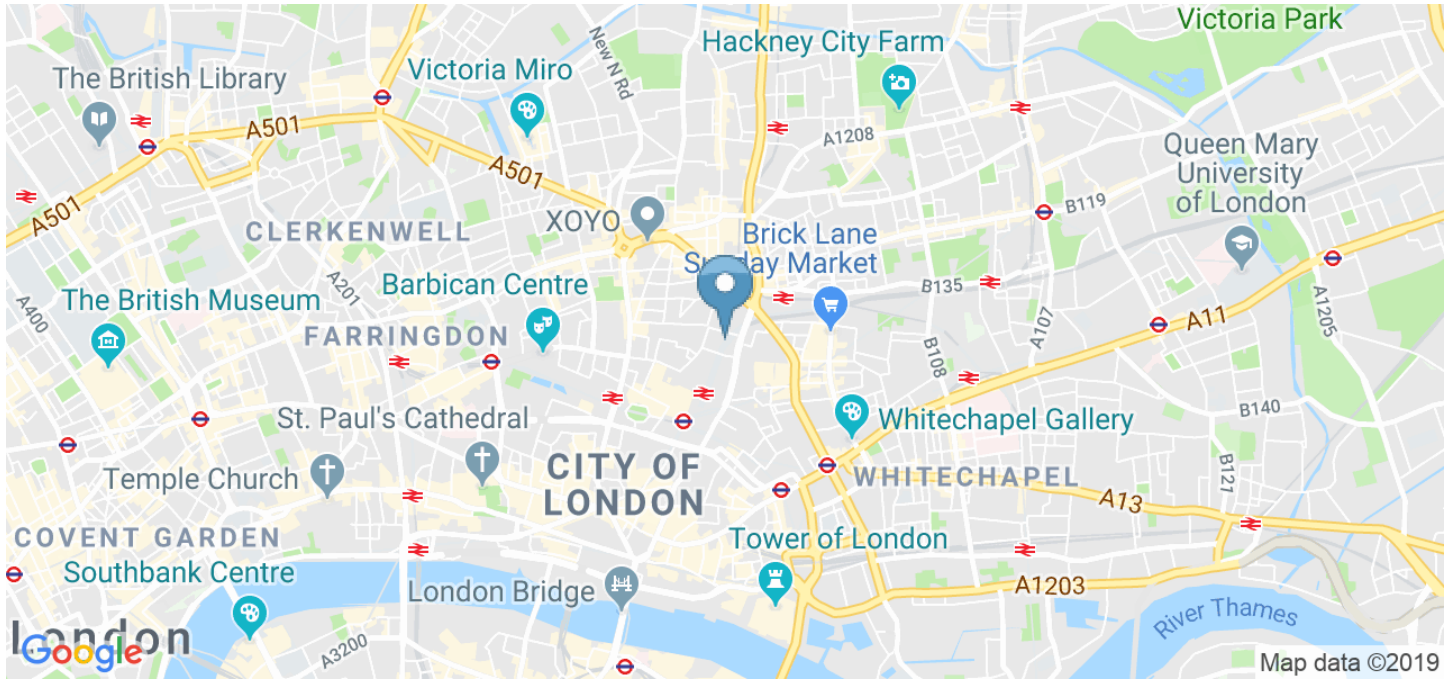 Victoria Park
Hackney City Farm
New N Rd
Victoria Miro
The British Library
A501
A1208
A501
Queen Mary
University
of London
A501
B119
CLERKENWELL
XOYO
Brick Lane
Sunday Market
A201
Barbican Centre
B135
The British Museum
A400
A107
A1205
A11
FARRINGDON
B108
B140
St. Paul's Cathedral
Whitechapel Gallery
CITY OF
LONDON
Temple Church
WHITECHAPEL
B121
A13
COVENT GARDEN
Tower of London
Southbank Centre
London Bridge
A1203
River Thames
London
Google
A3200
Map data ©2019